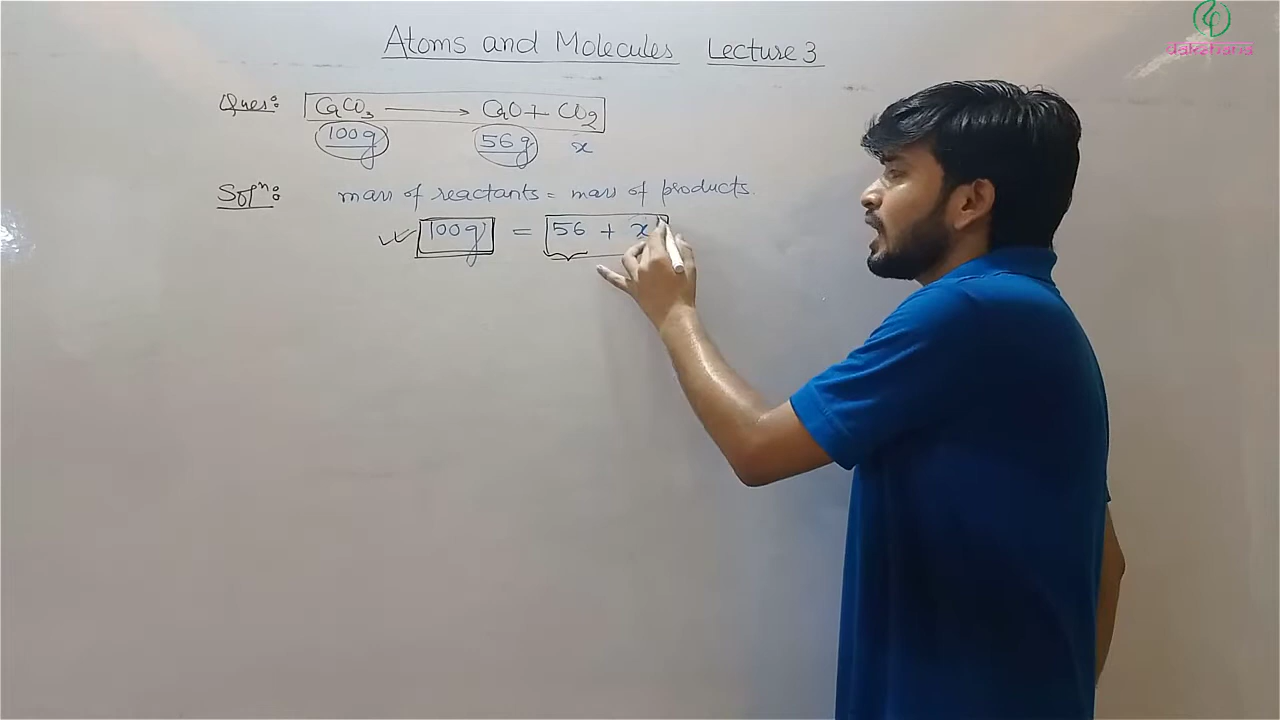 Atoms and Molecules Lecture 3
dakshana
Ques: CaCO₃ ⟶ CaO + CO₂
100g 56g x
Solⁿ: mass of reactants = mass of products.
100g = 56 + x